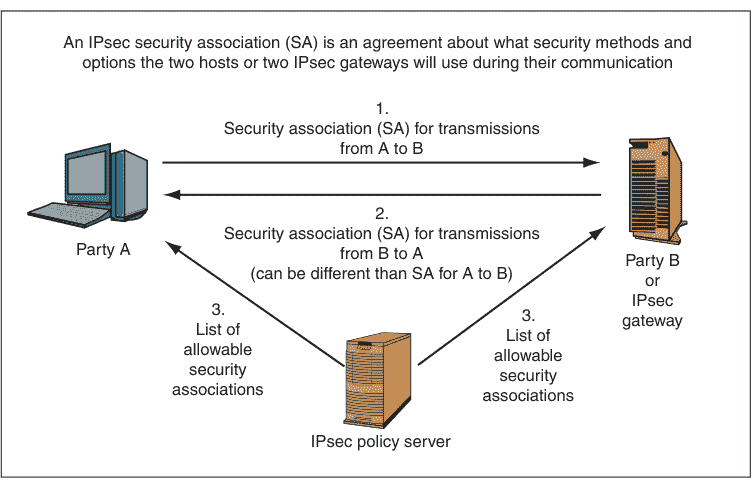 An IPsec security association (SA) is an agreement about what security methods and
options the two hosts or two IPsec gateways will use during their communication
1.
Security association (SA) for transmissions
from A to B
Party A
2.
Security association (SA) for transmissions
from B to A
(can be different than SA for A to B)
Party B
or
IPsec
gateway
3.
List of
allowable
security
associations
3.
List of
allowable
security
associations
IPsec policy server